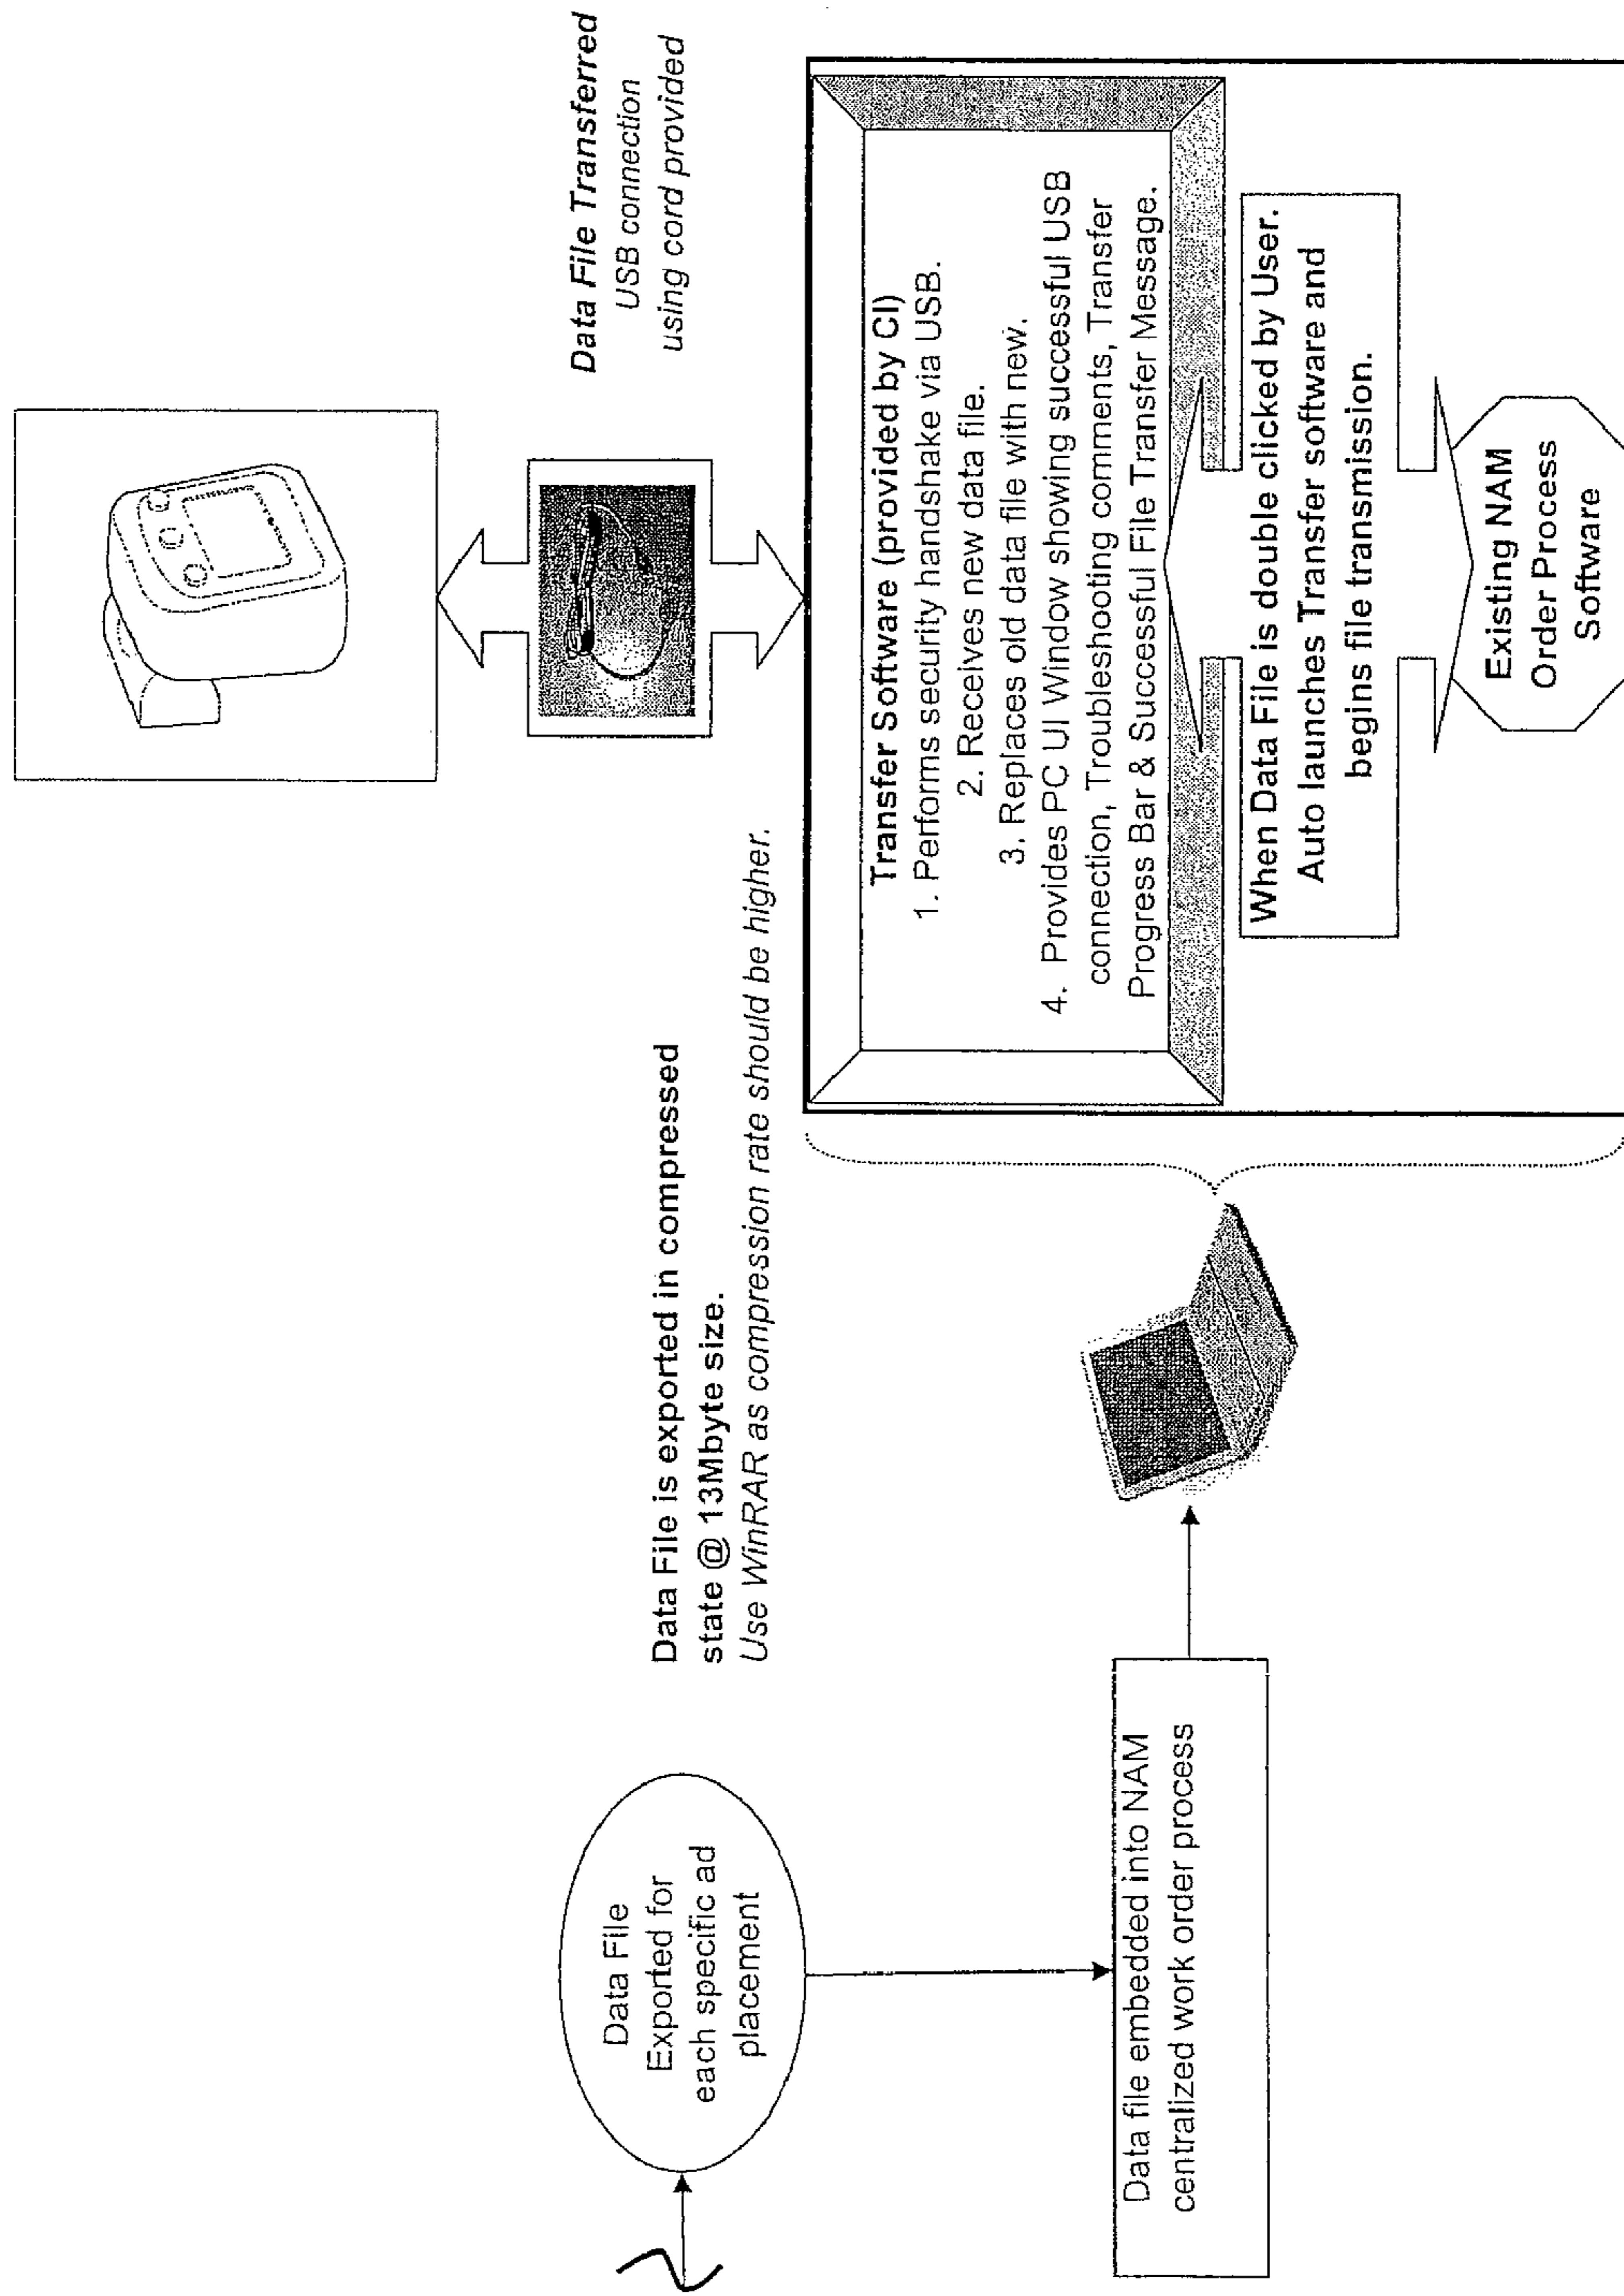 Data File
Exported for
each specific ad
placement
Data file embedded into NAM
centralized work order process
Data File is exported in compressed
state @ 13Mbyte size.
Use WinRAR as compression rate should be higher.
Data File Transferred
USB connection
using cord provided
Transfer Software (provided by CI)
1. Performs security handshake via USB.
2. Receives new data file.
3. Replaces old data file with new.
4. Provides PC UI Window showing successful USB
connection, Troubleshooting comments, Transfer
Progress Bar & Successful File Transfer Message.
When Data File is double clicked by User.
Auto launches Transfer software and
begins file transmission.
Existing NAM
Order Process
Software